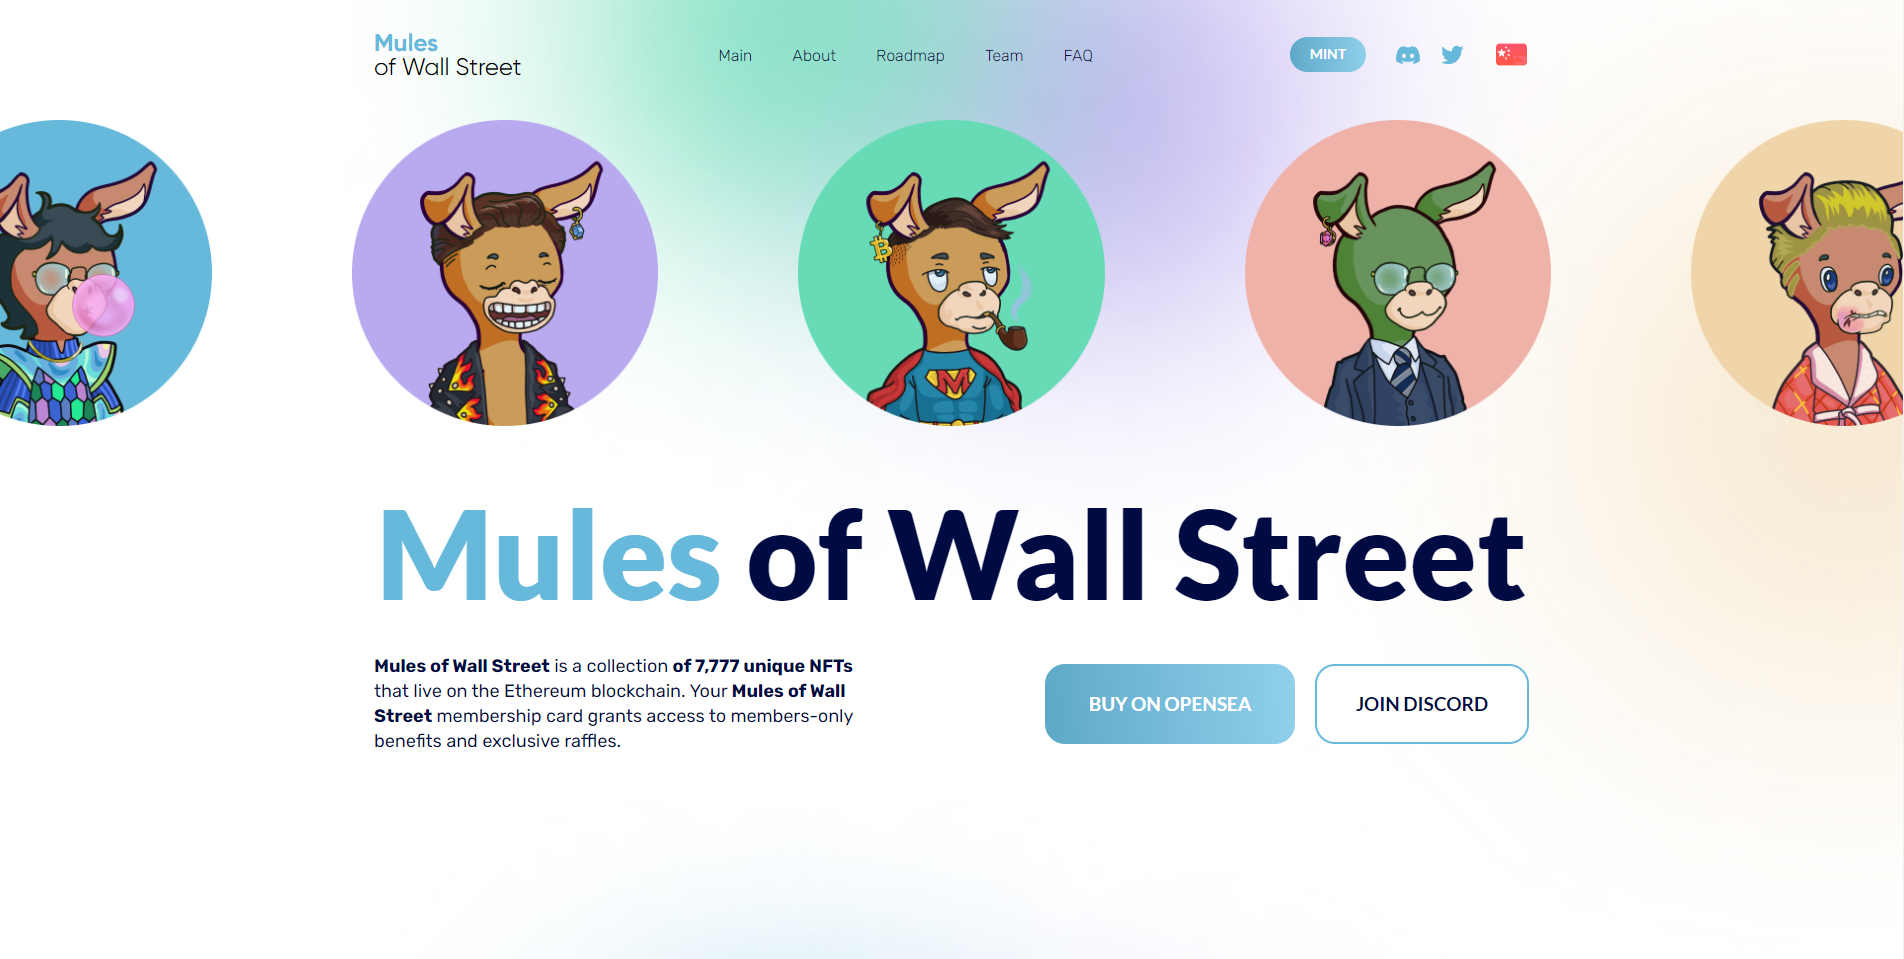 Mules
of Wall Street
Main
About
Roadmap
Team
FAQ
MINT
M
Mules of Wall Street
Mules of Wall Street is a collection of 7,777 unique NFTs
that live on the Ethereum blockchain. Your Mules of Wall
Street membership card grants access to members-only
benefits and exclusive raffles.
BUY ON OPENSEA
JOIN DISCORD